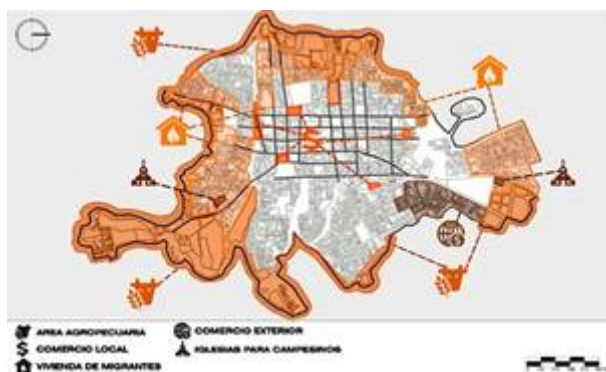 AREA AGROPECUARIA
COMERCIO LOCAL
VIVIENDA DE MIGRANTES
COMERCIO EXTERIOR
IGLESIAS PARA CAMPESINOS